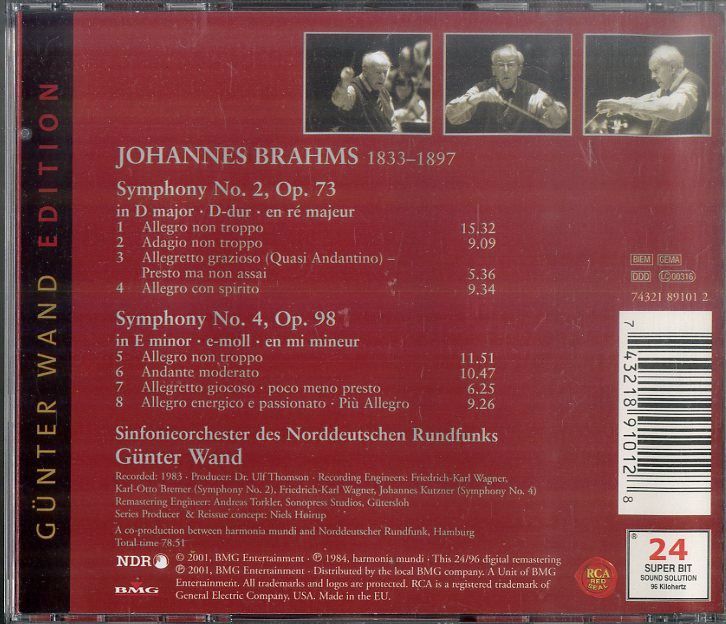 GÜNTER WAND EDITION
JOHANNES BRAHMS 1833–1897
Symphony No. 2, Op. 73
in D major · D-dur · en ré majeur
1 Allegro non troppo 15.32
2 Adagio non troppo 9.09
3 Allegretto grazioso (Quasi Andantino) –
Presto ma non assai 5.36
4 Allegro con spirito 9.34
Symphony No. 4, Op. 98
in E minor · e-moll · en mi mineur
5 Allegro non troppo 11.51
6 Andante moderato 10.47
7 Allegretto giocoso · poco meno presto 6.25
8 Allegro energico e passionato · Più Allegro 9.26
Sinfonieorchester des Norddeutschen Rundfunks
Günter Wand
Recorded: 1983 · Producer: Dr. Ulf Thomson · Recording Engineers: Friedrich-Karl Wagner,
Karl-Otto Bremer (Symphony No. 2), Friedrich-Karl Wagner, Johannes Kutzner (Symphony No. 4)
Remastering Engineer: Andreas Torkler, Sonopress Studios, Gütersloh
Series Producer & Reissue concept: Niels Høirup
A co-production between harmonia mundi and Norddeutscher Rundfunk, Hamburg
Total time 78.51
NDR
BMG
© 2001, BMG Entertainment · ℗ 1984, harmonia mundi · This 24/96 digital remastering
℗ 2001, BMG Entertainment · Distributed by the local BMG company. A Unit of BMG
Entertainment. All trademarks and logos are protected. RCA is a registered trademark of
General Electric Company, USA. Made in the EU.
BIEM GEMA
DDD LC 00316
74321 89101 2
7 43218 91012 8
RCA
RED
SEAL
®
24
SUPER BIT
SOUND SOLUTION
96 Kilohertz